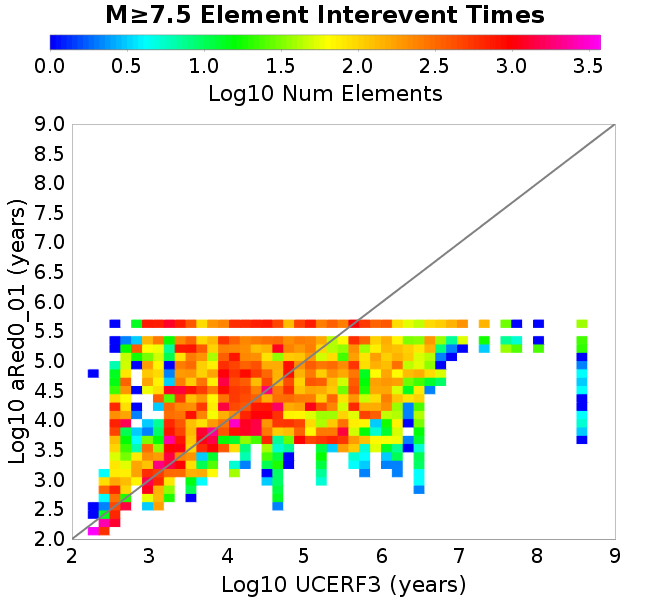 M≥7.5 Element Interevent Times
0.0 0.5 1.0 1.5 2.0 2.5 3.0 3.5
Log10 Num Elements
9.0
8.5
8.0
7.5
7.0
6.5
6.0
5.5
5.0
4.5
4.0
3.5
3.0
2.5
2.0
Log10 aRed0_01 (years)
2 3 4 5 6 7 8 9
Log10 UCERF3 (years)